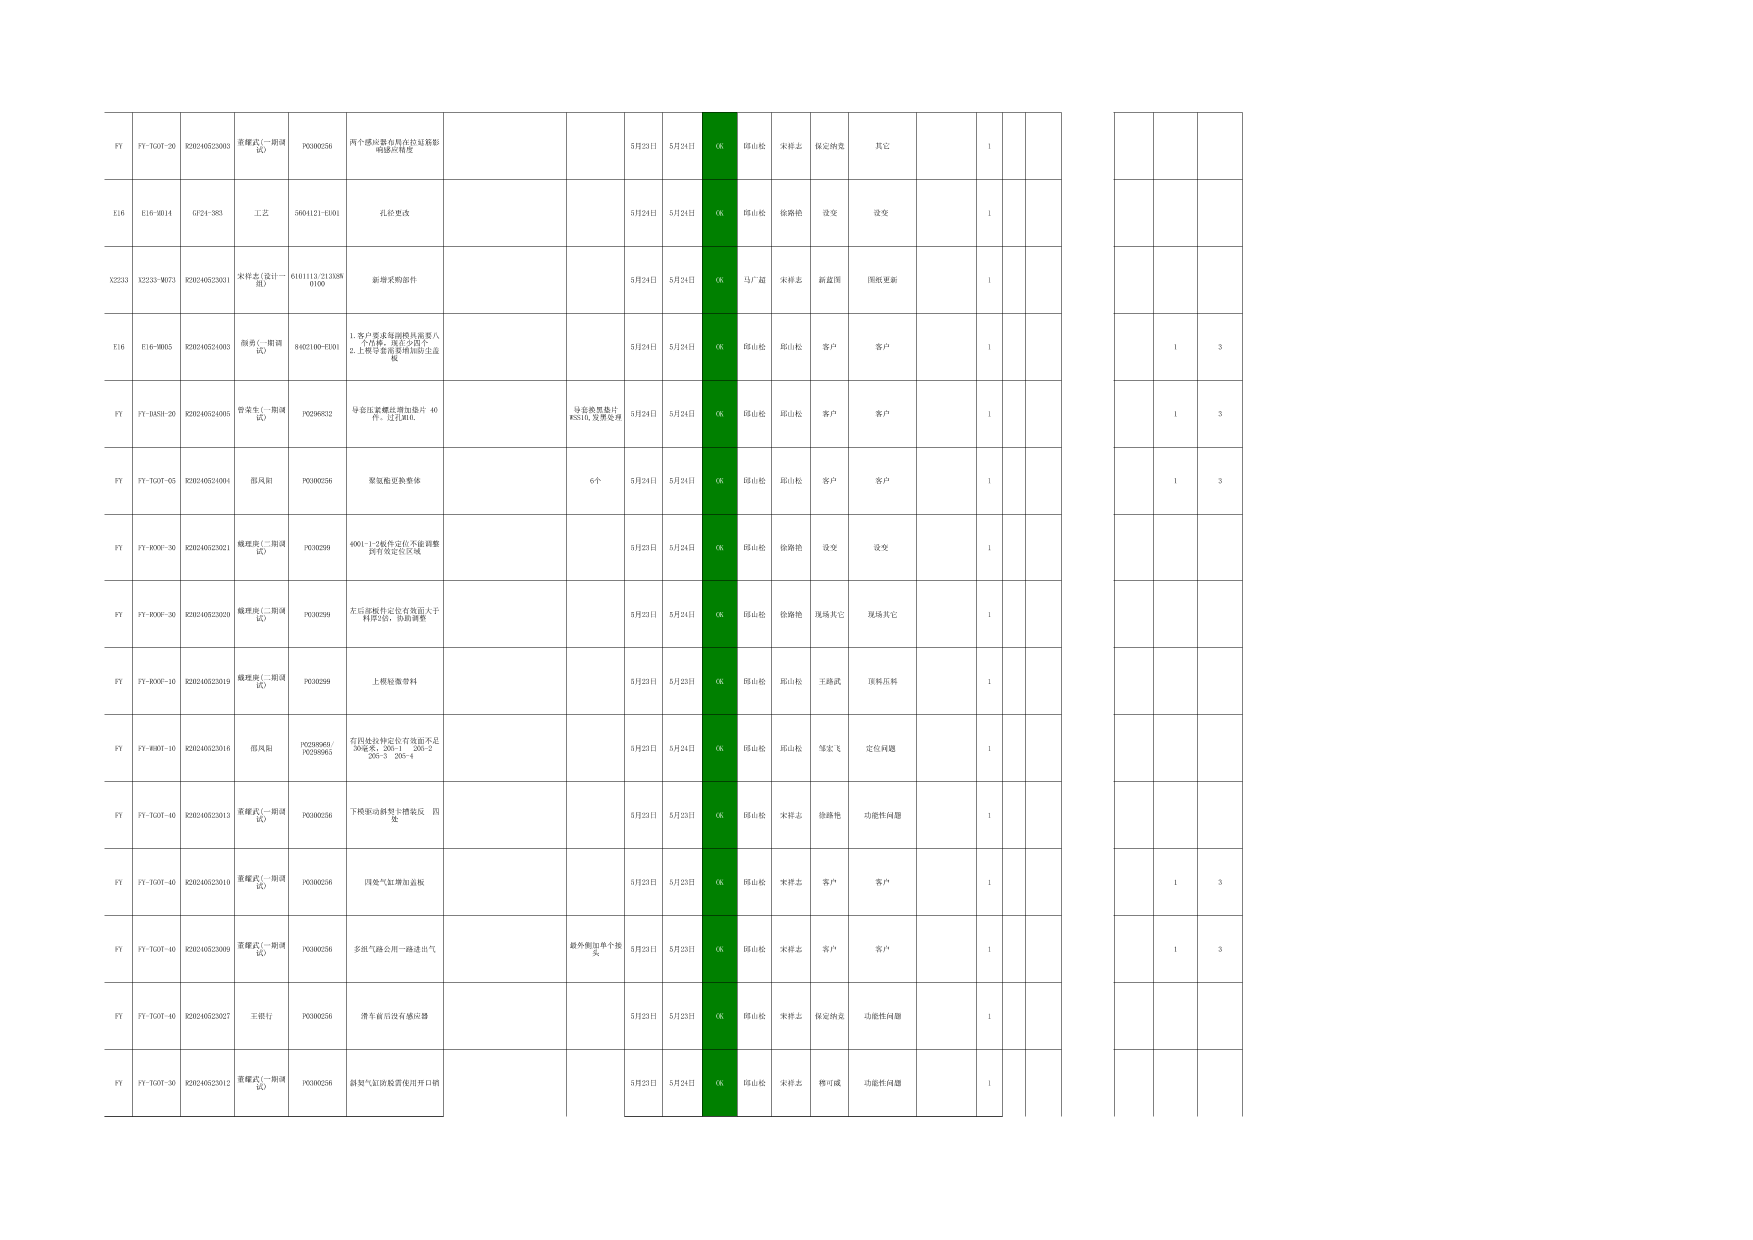 FY FY-TGOT-20 R20240523003 董耀武(一期调试) P0300256 两个感应器布局在拉延筋影响感应精度 5月23日 5月24日 OK 邱山松 宋祥志 保定纳竞 其它 1
E16 E16-M014 GF24-383 工艺 5604121-EU01 孔径更改 5月24日 5月24日 OK 邱山松 徐路艳 设变 设变 1
X2233 X2233-M073 R20240523031 宋祥志(设计一组) 6101113/213X8N0100 新增采购部件 5月24日 5月24日 OK 马广超 宋祥志 新蓝图 图纸更新 1
E16 E16-M005 R20240524003 颜勇(一期调试) 8402100-EU01 1.客户要求每副模具需要八个吊棒,现在少四个 2.上模导套需要增加防尘盖板 5月24日 5月24日 OK 邱山松 邱山松 客户 客户 1 1 3
FY FY-DASH-20 R20240524005 曾荣生(一期调试) P0296832 导套压紧螺丝增加垫片 40件。过孔M10. 导套换黑垫片WSS10,发黑处理 5月24日 5月24日 OK 邱山松 邱山松 客户 客户 1 1 3
FY FY-TGOT-05 R20240524004 邵凤阳 P0300256 聚氨酯更换整体 6个 5月24日 5月24日 OK 邱山松 邱山松 客户 客户 1 1 3
FY FY-ROOF-30 R20240523021 戴理庚(二期调试) P030299 4001-1-2板件定位不能调整到有效定位区域 5月23日 5月24日 OK 邱山松 徐路艳 设变 设变 1
FY FY-ROOF-30 R20240523020 戴理庚(二期调试) P030299 左后部板件定位有效面大于料厚2倍,协助调整 5月23日 5月24日 OK 邱山松 徐路艳 现场其它 现场其它 1
FY FY-ROOF-10 R20240523019 戴理庚(二期调试) P030299 上模轻微带料 5月23日 5月23日 OK 邱山松 邱山松 王路武 顶料压料 1
FY FY-WHOT-10 R20240523016 邵凤阳 P0298969/P0298965 有四处拉伸定位有效面不足30毫米,205-1 205-2 205-3 205-4 5月23日 5月24日 OK 邱山松 邱山松 邹宏飞 定位问题 1
FY FY-TGOT-40 R20240523013 董耀武(一期调试) P0300256 下模驱动斜楔卡槽装反 四处 5月23日 5月23日 OK 邱山松 宋祥志 徐路艳 功能性问题 1
FY FY-TGOT-40 R20240523010 董耀武(一期调试) P0300256 四处气缸增加盖板 5月23日 5月23日 OK 邱山松 宋祥志 客户 客户 1 1 3
FY FY-TGOT-40 R20240523009 董耀武(一期调试) P0300256 多组气路公用一路进出气 最外侧加单个接头 5月23日 5月23日 OK 邱山松 宋祥志 客户 客户 1 1 3
FY FY-TGOT-40 R20240523027 王银行 P0300256 滑车前后没有感应器 5月23日 5月23日 OK 邱山松 宋祥志 保定纳竞 功能性问题 1
FY FY-TGOT-30 R20240523012 董耀武(一期调试) P0300256 斜楔气缸防脱需使用开口销 5月23日 5月24日 OK 邱山松 宋祥志 穆可威 功能性问题 1